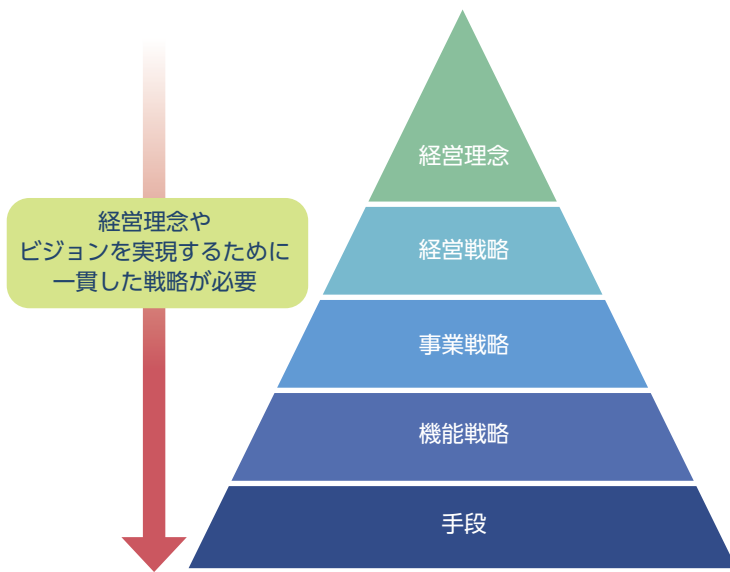 経営理念
経営理念や
ビジョンを実現するために
一貫した戦略が必要
経営戦略
事業戦略
機能戦略
手段